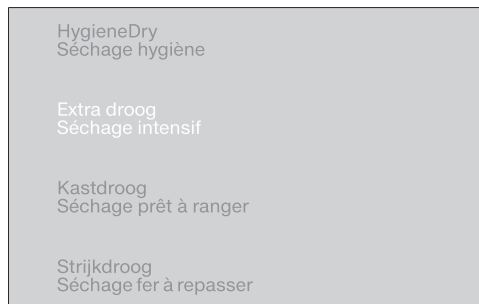 HygieneDry
Séchage hygiène
Extra droog
Séchage intensif
Kastdroog
Séchage prêt à ranger
Strijkdroog
Séchage fer à repasser